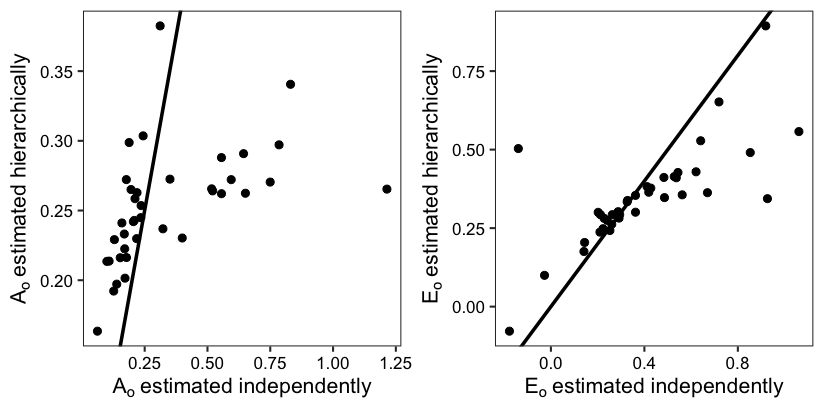 Aₒ estimated hierarchically
0.35
0.30
0.25
0.20
0.25 0.50 0.75 1.00 1.25
Aₒ estimated independently
Eₒ estimated hierarchically
0.75
0.50
0.25
0.00
0.0 0.4 0.8
Eₒ estimated independently